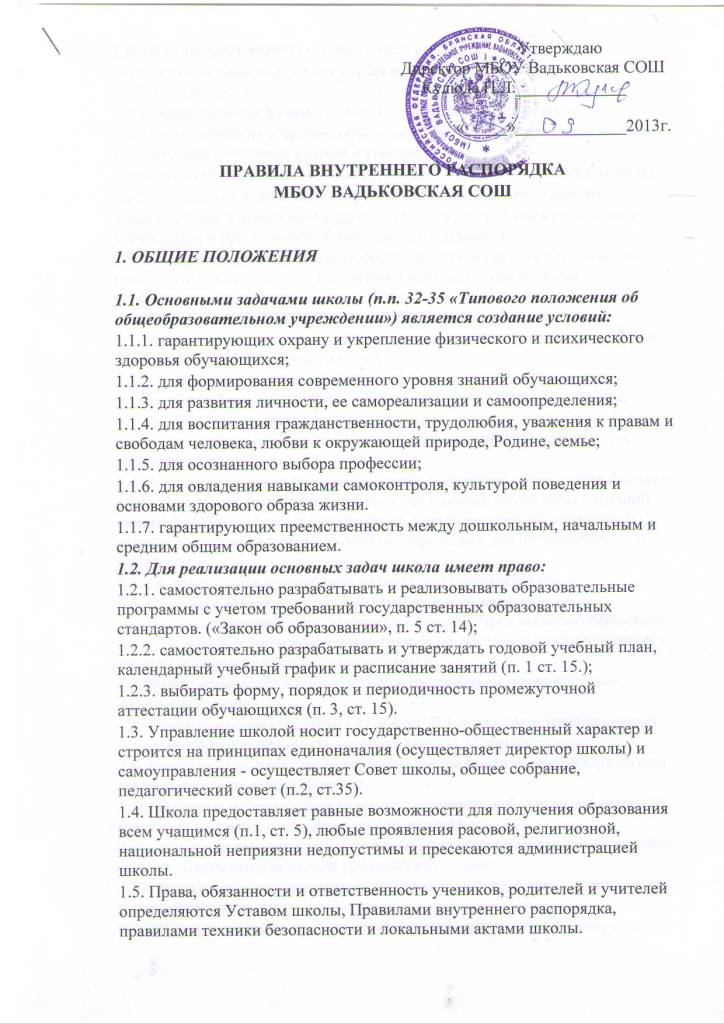 Утверждаю
Директор МБОУ Вадьковская СОШ
«     » 09 2013г.
ПРАВИЛА ВНУТРЕННЕГО РАСПОРЯДКА
МБОУ ВАДЬКОВСКАЯ СОШ
1. ОБЩИЕ ПОЛОЖЕНИЯ
1.1. Основными задачами школы (п.п. 32-35 «Типового положения об
общеобразовательном учреждении») является создание условий:
1.1.1. гарантирующих охрану и укрепление физического и психического
здоровья обучающихся;
1.1.2. для формирования современного уровня знаний обучающихся;
1.1.3. для развития личности, ее самореализации и самоопределения;
1.1.4. для воспитания гражданственности, трудолюбия, уважения к правам и
свободам человека, любви к окружающей природе, Родине, семье;
1.1.5. для осознанного выбора профессии;
1.1.6. для овладения навыками самоконтроля, культурой поведения и
основами здорового образа жизни.
1.1.7. гарантирующих преемственность между дошкольным, начальным и
средним общим образованием.
1.2. Для реализации основных задач школа имеет право:
1.2.1. самостоятельно разрабатывать и реализовывать образовательные
программы с учетом требований государственных образовательных
стандартов. («Закон об образовании», п. 5 ст. 14);
1.2.2. самостоятельно разрабатывать и утверждать годовой учебный план,
календарный учебный график и расписание занятий (п. 1 ст. 15.);
1.2.3. выбирать форму, порядок и периодичность промежуточной
аттестации обучающихся (п. 3, ст. 15).
1.3. Управление школой носит государственно-общественный характер и
строится на принципах единоначалия (осуществляет директор школы) и
самоуправления - осуществляет Совет школы, общее собрание,
педагогический совет (п.2, ст.35).
1.4. Школа предоставляет равные возможности для получения образования
всем учащимся (п.1, ст. 5), любые проявления расовой, религиозной,
национальной неприязни недопустимы и пресекаются администрацией
школы.
1.5. Права, обязанности и ответственность учеников, родителей и учителей
определяются Уставом школы, Правилами внутреннего распорядка,
правилами техники безопасности и локальными актами школы.